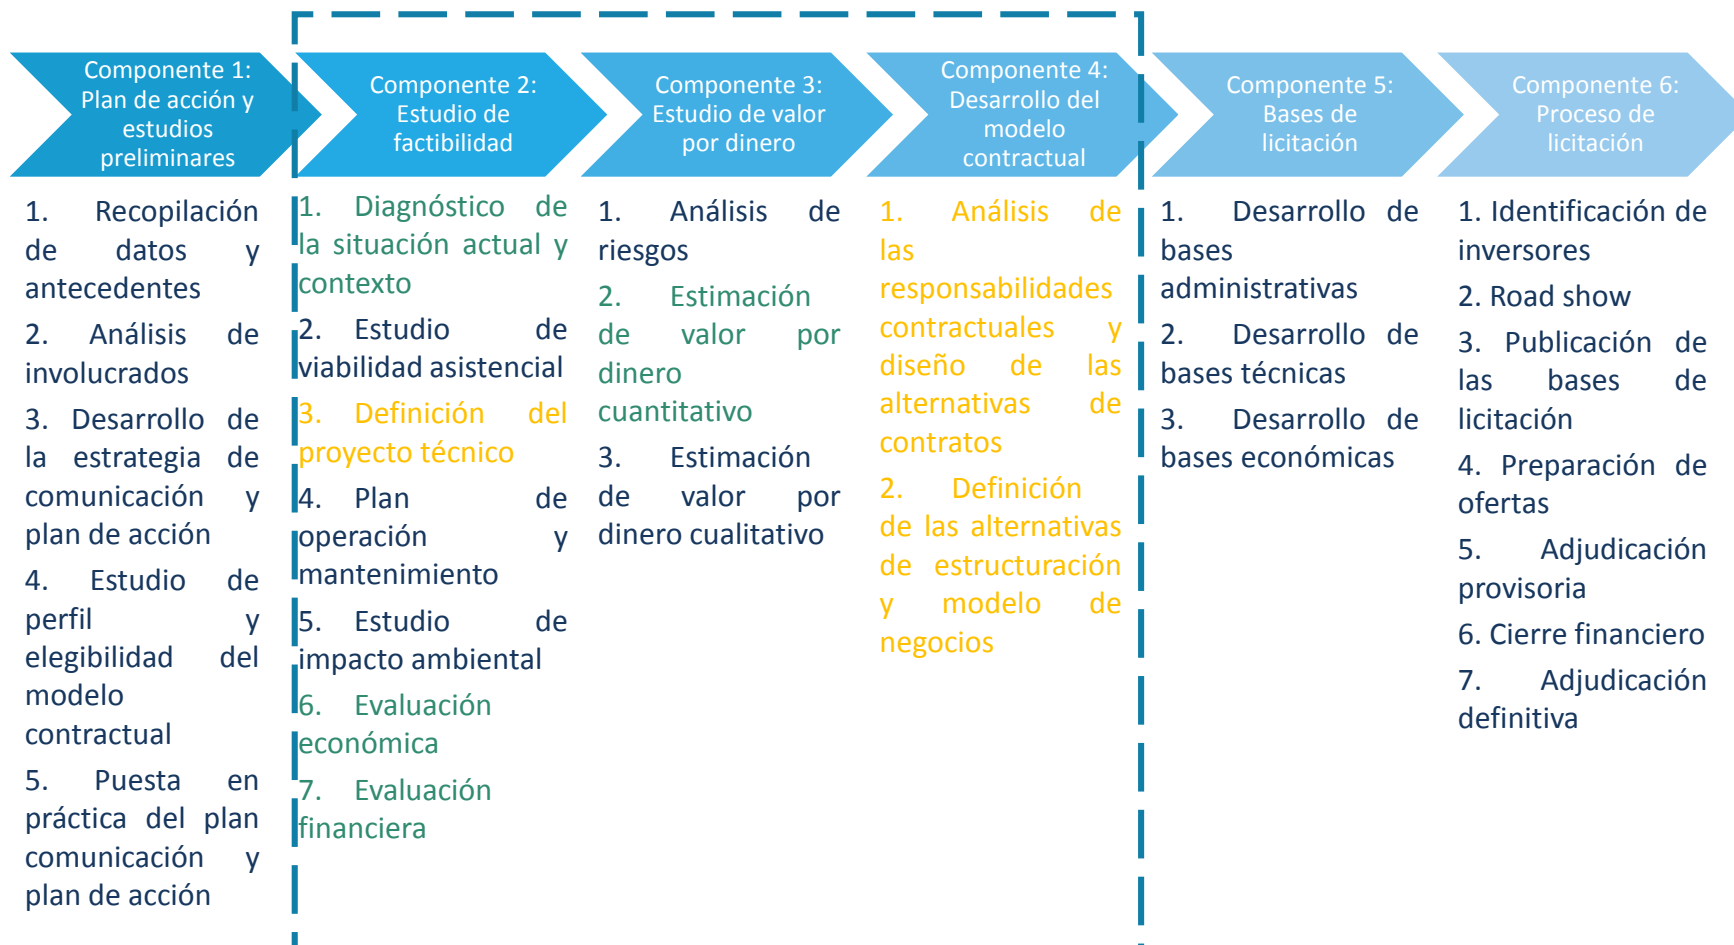 Componente 1:
Plan de acción y
estudios
preliminares
Componente 2:
Estudio de
factibilidad
Componente 3:
Estudio de valor
por dinero
Componente 4:
Desarrollo del
modelo
contractual
Componente 5:
Bases de
licitación
Componente 6:
Proceso de
licitación
1. Recopilación
de datos y
antecedentes
2. Análisis de
involucrados
3. Desarrollo de
la estrategia de
comunicación y
plan de acción
4. Estudio de
perfil y
elegibilidad del
modelo
contractual
5. Puesta en
práctica del plan
comunicación y
plan de acción
1. Diagnóstico de
la situación actual y
contexto
2. Estudio de
viabilidad asistencial
3. Definición del
proyecto técnico
4. Plan de
operación y
mantenimiento
5. Estudio de
impacto ambiental
6. Evaluación
económica
7. Evaluación
financiera
1. Análisis de
riesgos
2. Estimación
de valor por
dinero
cuantitativo
3. Estimación
de valor por
dinero cualitativo
1. Análisis de
las
responsabilidades
contractuales y
diseño de las
alternativas de
contratos
2. Definición
de las alternativas
de estructuración
y modelo de
negocios
1. Desarrollo de
bases
administrativas
2. Desarrollo de
bases técnicas
3. Desarrollo de
bases económicas
1. Identificación de
inversores
2. Road show
3. Publicación de
las bases de
licitación
4. Preparación de
ofertas
5. Adjudicación
provisoria
6. Cierre financiero
7. Adjudicación
definitiva